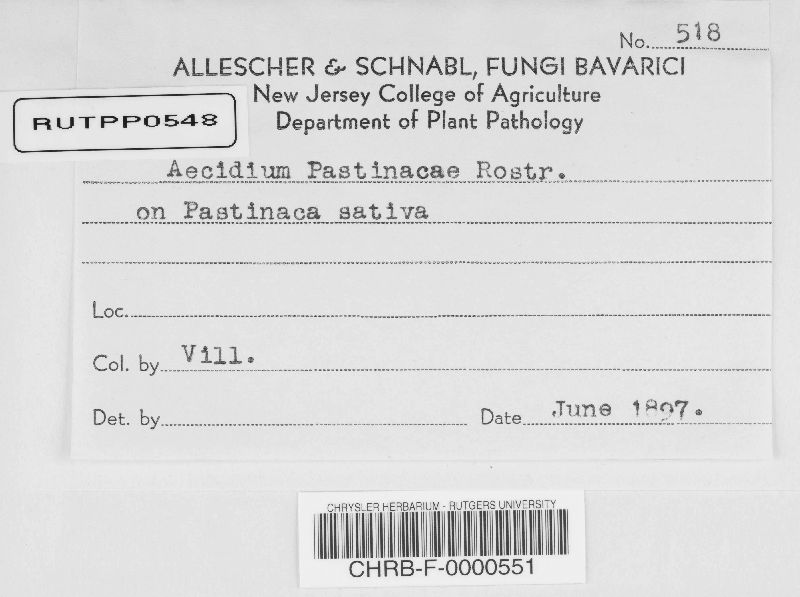 No. 518
ALLESCHER & SCHNABL, FUNGI BAVARICI
New Jersey College of Agriculture
Department of Plant Pathology
RUTPP0548
Aecidium Pastinacae Rostr.
on Pastinaca sativa
Loc.
Col. by Vill.
Det. by
Date June 1897.
CHRYSLER HERBARIUM - RUTGERS UNIVERSITY
CHRB-F-0000551